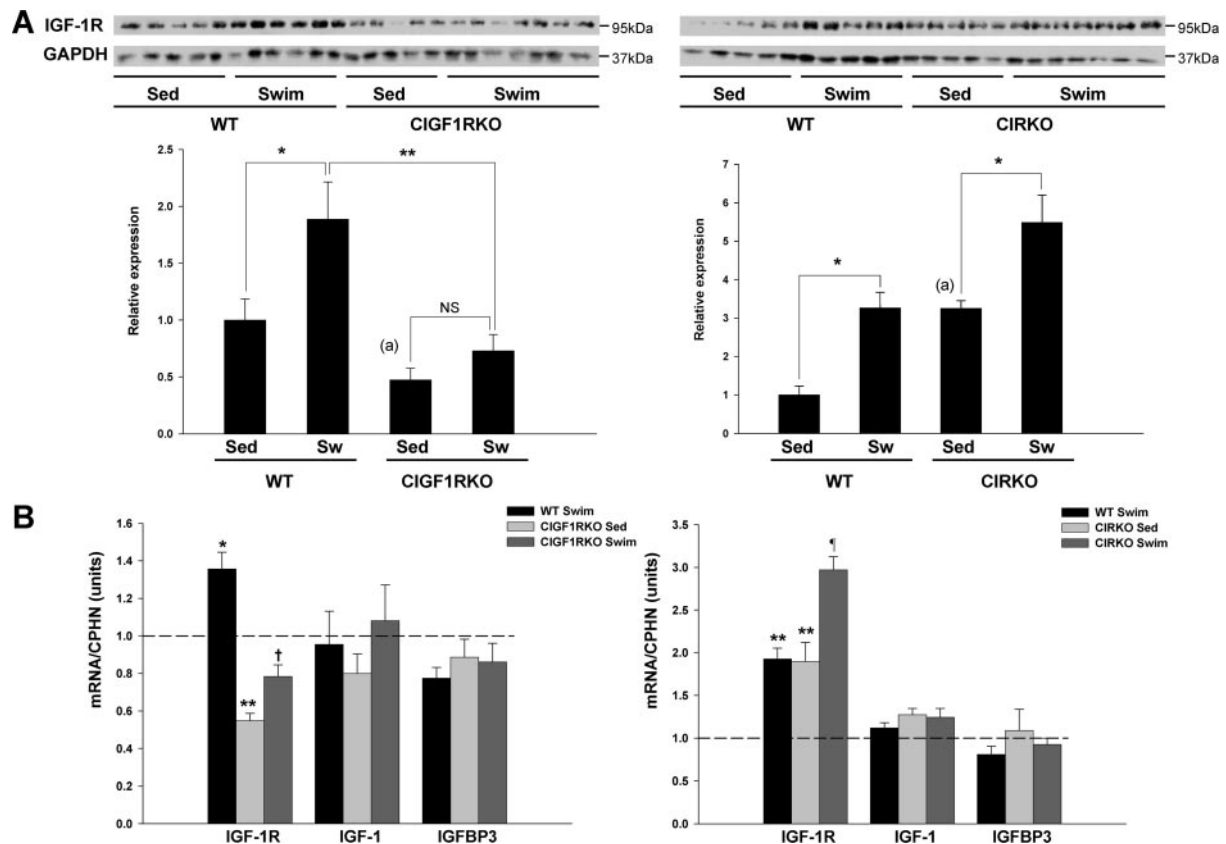 A
IGF-1R
GAPDH
95kDa
37kDa
Sed Swim Sed Swim
WT CIGF1RKO
95kDa
37kDa
Sed Swim Sed Swim
WT CIRKO
Relative expression
2.5
2.0
1.5
1.0
0.5
0.0
*
**
NS
(a)
Sed Sw Sed Sw
WT CIGF1RKO
Relative expression
7
6
5
4
3
2
1
0
*
*
(a)
Sed Sw Sed Sw
WT CIRKO
B
mRNA/CPHN (units)
1.6
1.4
1.2
1.0
0.8
0.6
0.4
0.2
0.0
WT Swim
CIGF1RKO Sed
CIGF1RKO Swim
*
**
†
IGF-1R IGF-1 IGFBP3
mRNA/CPHN (units)
3.5
3.0
2.5
2.0
1.5
1.0
0.5
0.0
WT Swim
CIRKO Sed
CIRKO Swim
** **
¶
IGF-1R IGF-1 IGFBP3